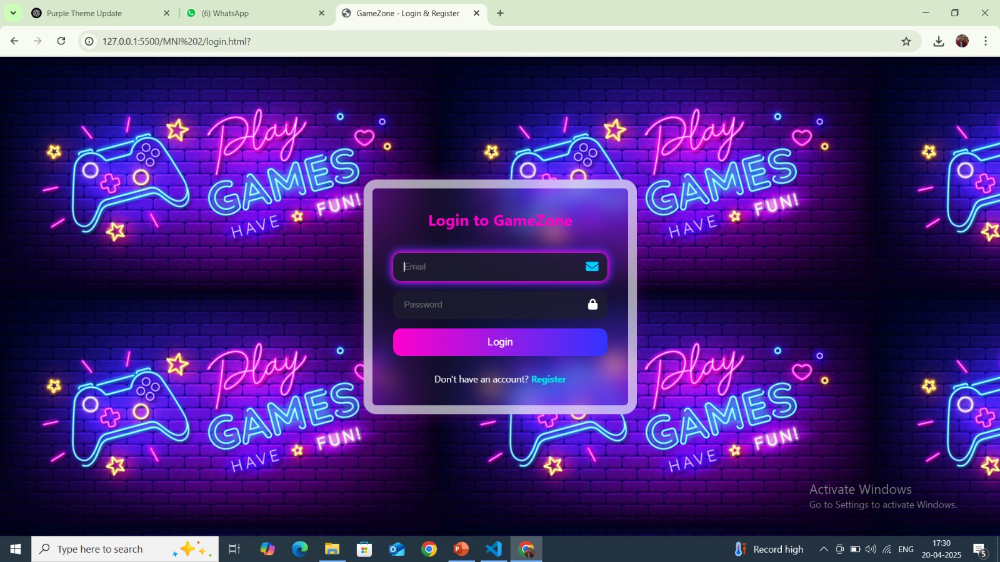 Purple Theme Update
(6) WhatsApp
GameZone - Login & Register
127.0.0.1:5500/MNI%202/login.html?
Play
GAMES
HAVE FUN!
Play
GAMES
HAVE FUN!
Login to GameZone
Email
Password
Login
Don't have an account? Register
Play
GAMES
HAVE FUN!
Play
GAMES
HAVE FUN!
Activate Windows
Go to Settings to activate Windows.
Type here to search
P
Record high
ENG
17:30
20-04-2025
5